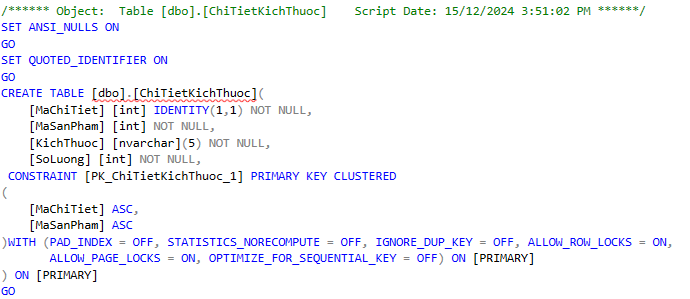 /****** Object:  Table [dbo].[ChiTietKichThuoc]    Script Date: 15/12/2024 3:51:02 PM ******/
SET ANSI_NULLS ON
GO
SET QUOTED_IDENTIFIER ON
GO
CREATE TABLE [dbo].[ChiTietKichThuoc](
    [MaChiTiet] [int] IDENTITY(1,1) NOT NULL,
    [MaSanPham] [int] NOT NULL,
    [KichThuoc] [nvarchar](5) NOT NULL,
    [SoLuong] [int] NOT NULL,
 CONSTRAINT [PK_ChiTietKichThuoc_1] PRIMARY KEY CLUSTERED
(
    [MaChiTiet] ASC,
    [MaSanPham] ASC
)WITH (PAD_INDEX = OFF, STATISTICS_NORECOMPUTE = OFF, IGNORE_DUP_KEY = OFF, ALLOW_ROW_LOCKS = ON,
      ALLOW_PAGE_LOCKS = ON, OPTIMIZE_FOR_SEQUENTIAL_KEY = OFF) ON [PRIMARY]
) ON [PRIMARY]
GO